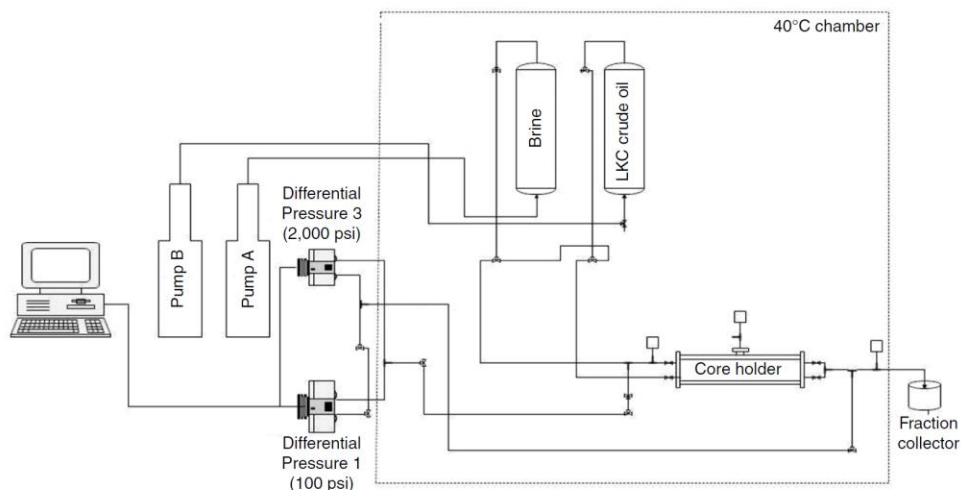 40°C chamber
Brine
LKC crude oil
Pump B
Pump A
Differential
Pressure 3
(2,000 psi)
Core holder
Fraction
collector
Differential
Pressure 1
(100 psi)